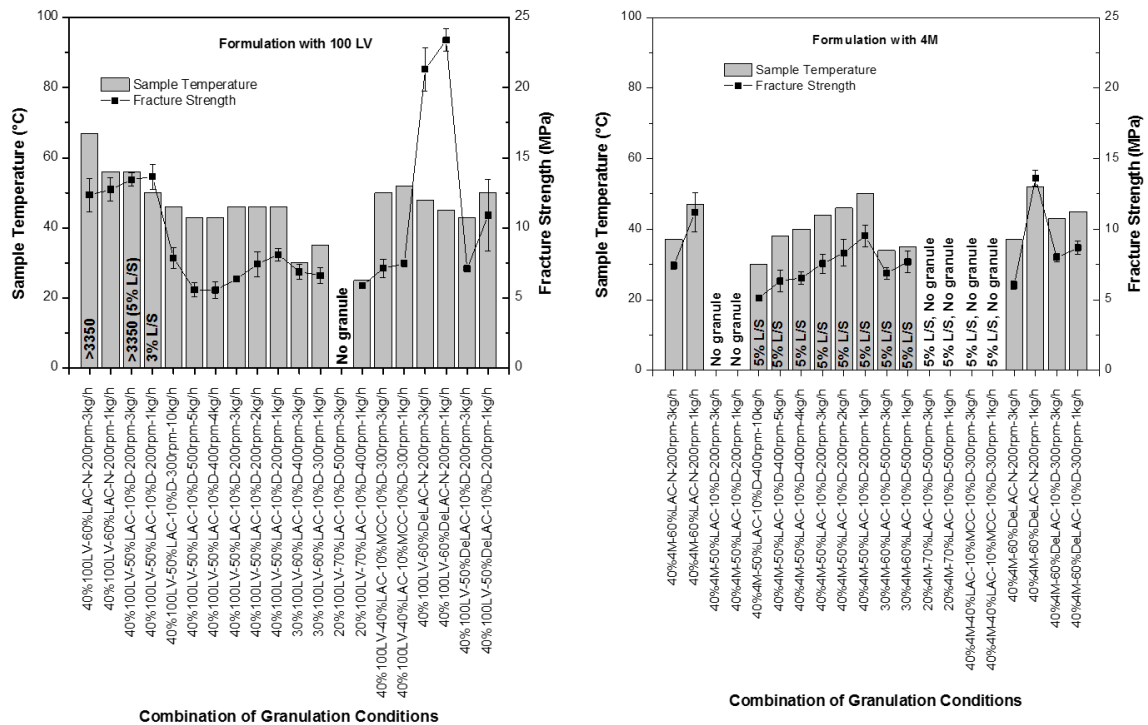 Formulation with 100 LV
Sample Temperature
Fracture Strength
Sample Temperature (°C)
100
80
60
40
20
0
Fracture Strength (MPa)
25
20
15
10
5
0
>3350
>3350 (5% L/S)
3% L/S
No granule
40%100LV-60%LAC-N-200rpm-3kg/h
40%100LV-60%LAC-N-200rpm-1kg/h
40%100LV-50%LAC-10%D-200rpm-3kg/h
40%100LV-50%LAC-10%D-200rpm-1kg/h
40%100LV-50%LAC-10%D-300rpm-10kg/h
40%100LV-50%LAC-10%D-500rpm-5kg/h
40%100LV-50%LAC-10%D-400rpm-4kg/h
40%100LV-50%LAC-10%D-200rpm-3kg/h
40%100LV-50%LAC-10%D-200rpm-2kg/h
40%100LV-50%LAC-10%D-200rpm-1kg/h
30%100LV-60%LAC-10%D-400rpm-3kg/h
30%100LV-60%LAC-10%D-300rpm-1kg/h
20%100LV-70%LAC-10%D-500rpm-3kg/h
20%100LV-70%LAC-10%D-400rpm-1kg/h
40%100LV-40%LAC-10%MCC-10%D-300rpm-3kg/h
40%100LV-40%LAC-10%MCC-10%D-300rpm-1kg/h
40%100LV-60%DeLAC-N-200rpm-3kg/h
40%100LV-60%DeLAC-N-200rpm-1kg/h
40%100LV-50%DeLAC-10%D-200rpm-3kg/h
40%100LV-50%DeLAC-10%D-200rpm-1kg/h
Combination of Granulation Conditions
Formulation with 4M
Sample Temperature
Fracture Strength
Sample Temperature (°C)
100
80
60
40
20
0
Fracture Strength (MPa)
25
20
15
10
5
0
No granule
No granule
5% L/S
5% L/S
5% L/S
5% L/S
5% L/S
5% L/S
5% L/S
5% L/S
5% L/S, No granule
5% L/S, No granule
5% L/S, No granule
5% L/S, No granule
40%4M-60%LAC-N-200rpm-3kg/h
40%4M-60%LAC-N-200rpm-1kg/h
40%4M-50%LAC-10%D-200rpm-3kg/h
40%4M-50%LAC-10%D-200rpm-1kg/h
40%4M-50%LAC-10%D-400rpm-10kg/h
40%4M-50%LAC-10%D-400rpm-5kg/h
40%4M-50%LAC-10%D-400rpm-4kg/h
40%4M-50%LAC-10%D-200rpm-3kg/h
40%4M-50%LAC-10%D-200rpm-2kg/h
40%4M-50%LAC-10%D-200rpm-1kg/h
30%4M-60%LAC-10%D-400rpm-3kg/h
30%4M-60%LAC-10%D-300rpm-1kg/h
20%4M-70%LAC-10%D-500rpm-3kg/h
20%4M-70%LAC-10%D-500rpm-1kg/h
40%4M-40%LAC-10%MCC-10%D-300rpm-3kg/h
40%4M-40%LAC-10%MCC-10%D-300rpm-1kg/h
40%4M-60%DeLAC-N-200rpm-3kg/h
40%4M-60%DeLAC-N-200rpm-1kg/h
40%4M-60%DeLAC-10%D-300rpm-3kg/h
40%4M-60%DeLAC-10%D-300rpm-1kg/h
Combination of Granulation Conditions